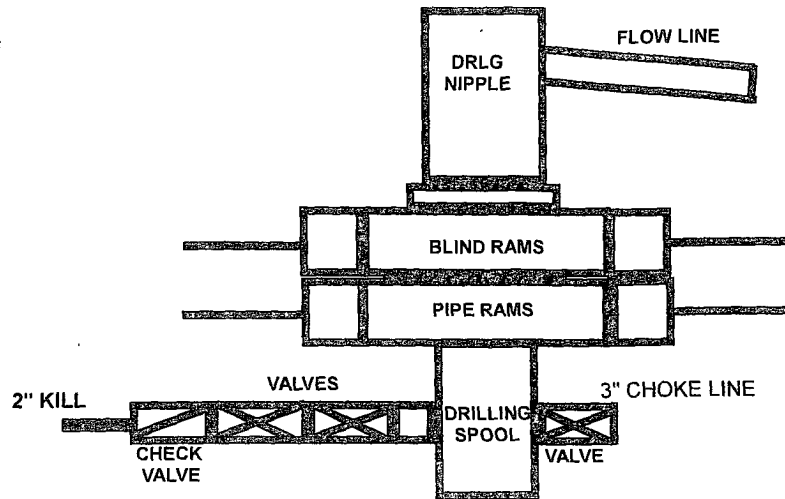 FLOW LINE
DRLG
NIPPLE
BLIND RAMS
PIPE RAMS
VALVES
2" KILL
3" CHOKE LINE
DRILLING
SPOOL
CHECK
VALVE
VALVE